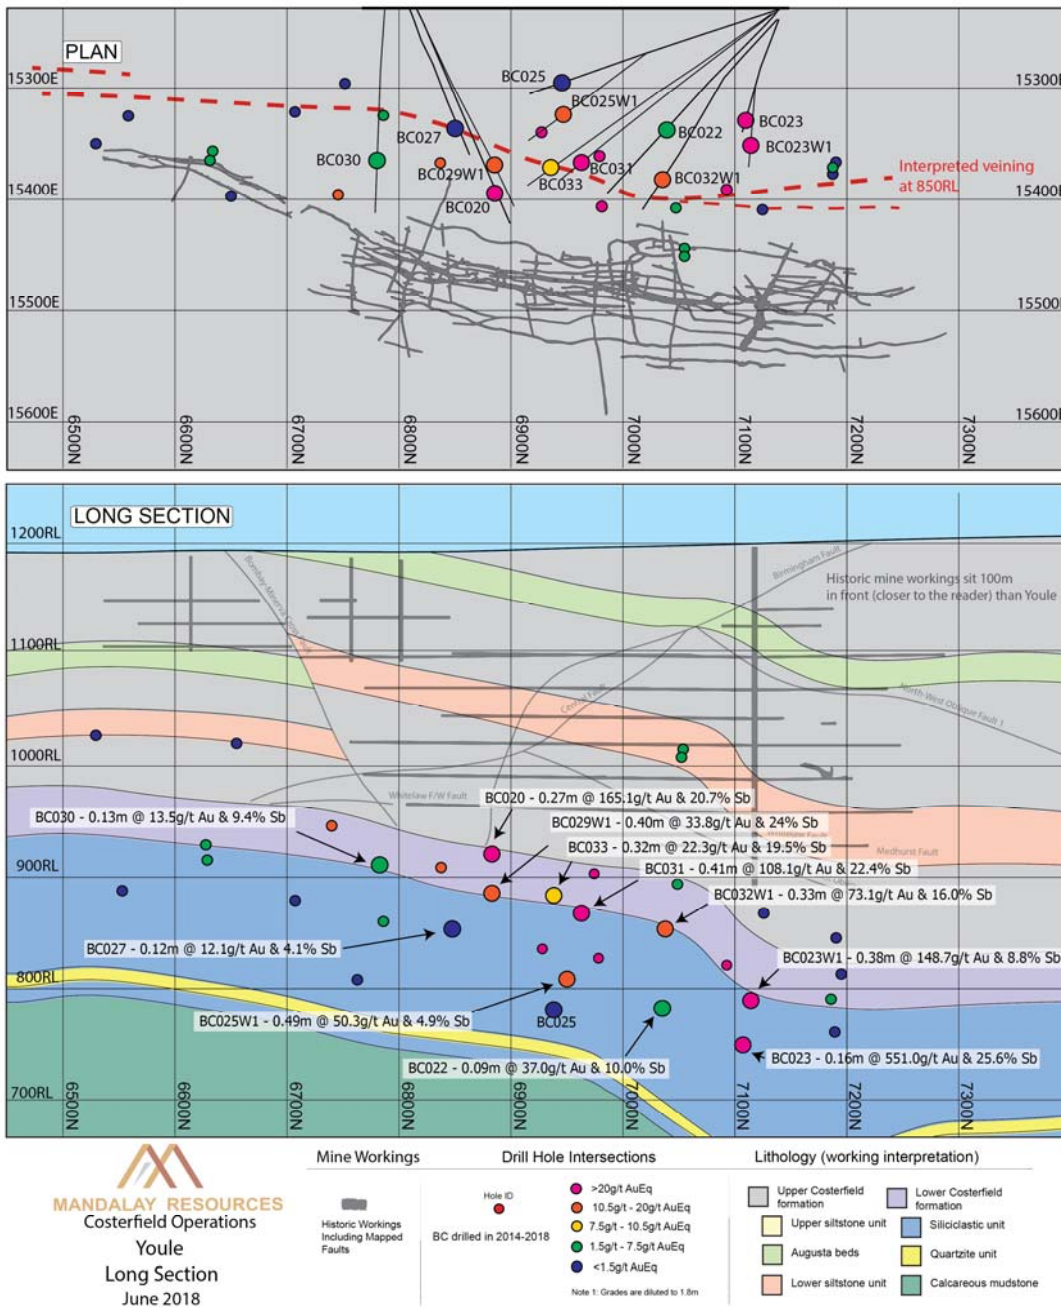 PLAN
15300E
15300E
15400E
15400E
15500E
15500E
15600E
15600E
BC025
BC025W1
BC027
BC022
BC023
BC023W1
BC030
BC029W1
BC031
BC033
BC032W1
BC020
Interpreted veining
at 850RL
6500N
6600N
6700N
6800N
6900N
7000N
7100N
7200N
7300N
LONG SECTION
1200RL
1100RL
1000RL
900RL
800RL
700RL
Birmingham Fault
Historic mine workings sit 100m
in front (closer to the reader) than Youle
North-West Oblique Fault 1
Whitelaw F/W Fault
Medhurst Fault
BC020 - 0.27m @ 165.1g/t Au & 20.7% Sb
BC030 - 0.13m @ 13.5g/t Au & 9.4% Sb
BC029W1 - 0.40m @ 33.8g/t Au & 24% Sb
BC033 - 0.32m @ 22.3g/t Au & 19.5% Sb
BC031 - 0.41m @ 108.1g/t Au & 22.4% Sb
BC032W1 - 0.33m @ 73.1g/t Au & 16.0% Sb
BC027 - 0.12m @ 12.1g/t Au & 4.1% Sb
BC023W1 - 0.38m @ 148.7g/t Au & 8.8% Sb
BC025W1 - 0.49m @ 50.3g/t Au & 4.9% Sb
BC025
BC023 - 0.16m @ 551.0g/t Au & 25.6% Sb
BC022 - 0.09m @ 37.0g/t Au & 10.0% Sb
6500N
6600N
6700N
6800N
6900N
7000N
7100N
7200N
7300N
MANDALAY RESOURCES
Costerfield Operations
Youle
Long Section
June 2018
Mine Workings
Historic Workings
Including Mapped
Faults
Drill Hole Intersections
Hole ID
BC drilled in 2014-2018
>20g/t AuEq
10.5g/t - 20g/t AuEq
7.5g/t - 10.5g/t AuEq
1.5g/t - 7.5g/t AuEq
<1.5g/t AuEq
Note 1: Grades are diluted to 1.8m
Lithology (working interpretation)
Upper Costerfield
formation
Upper siltstone unit
Augusta beds
Lower siltstone unit
Lower Costerfield
formation
Siliciclastic unit
Quartzite unit
Calcareous mudstone